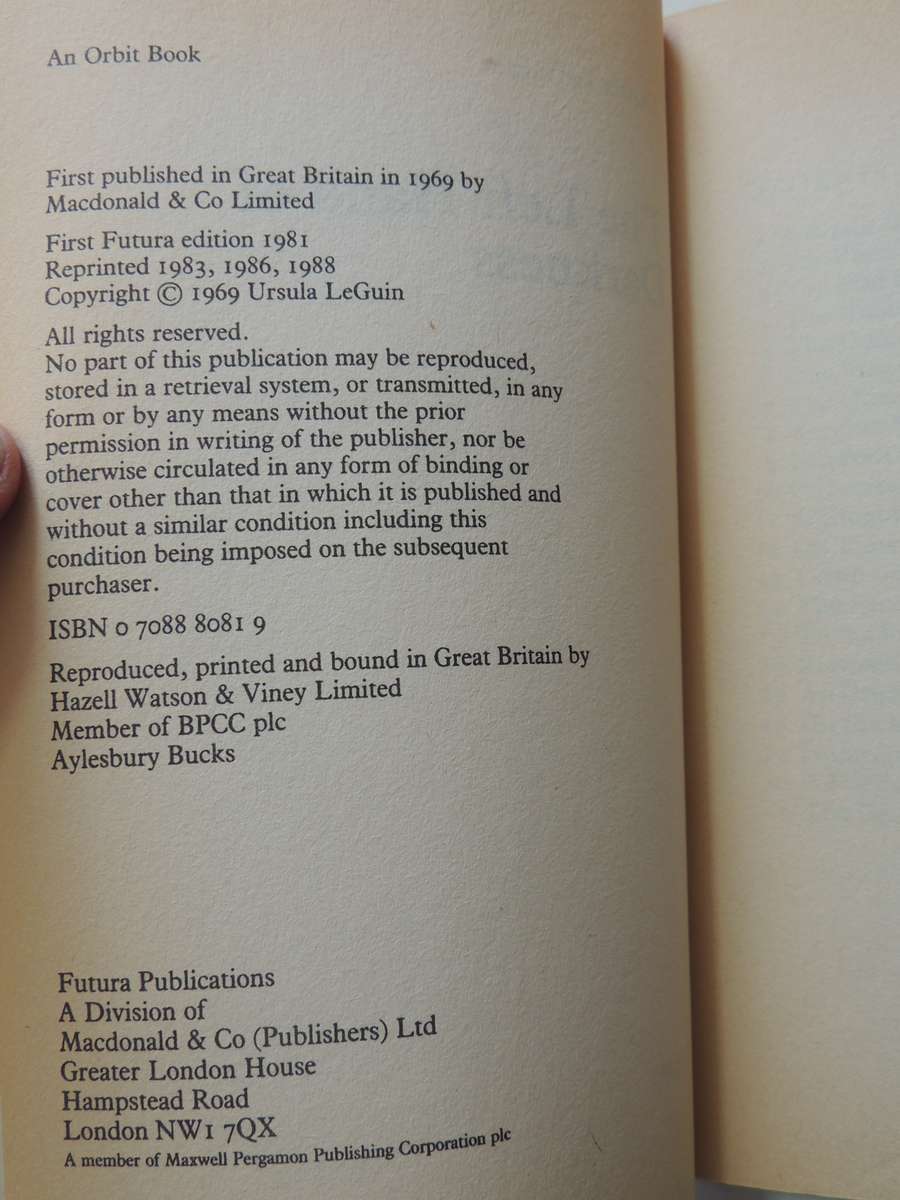 An Orbit Book
First published in Great Britain in 1969 by
Macdonald & Co Limited
First Futura edition 1981
Reprinted 1983, 1986, 1988
Copyright © 1969 Ursula LeGuin
All rights reserved.
No part of this publication may be reproduced,
stored in a retrieval system, or transmitted, in any
form or by any means without the prior
permission in writing of the publisher, nor be
otherwise circulated in any form of binding or
cover other than that in which it is published and
without a similar condition including this
condition being imposed on the subsequent
purchaser.
ISBN 0 7088 8081 9
Reproduced, printed and bound in Great Britain by
Hazell Watson & Viney Limited
Member of BPCC plc
Aylesbury Bucks
Futura Publications
A Division of
Macdonald & Co (Publishers) Ltd
Greater London House
Hampstead Road
London NW1 7QX
A member of Maxwell Pergamon Publishing Corporation plc